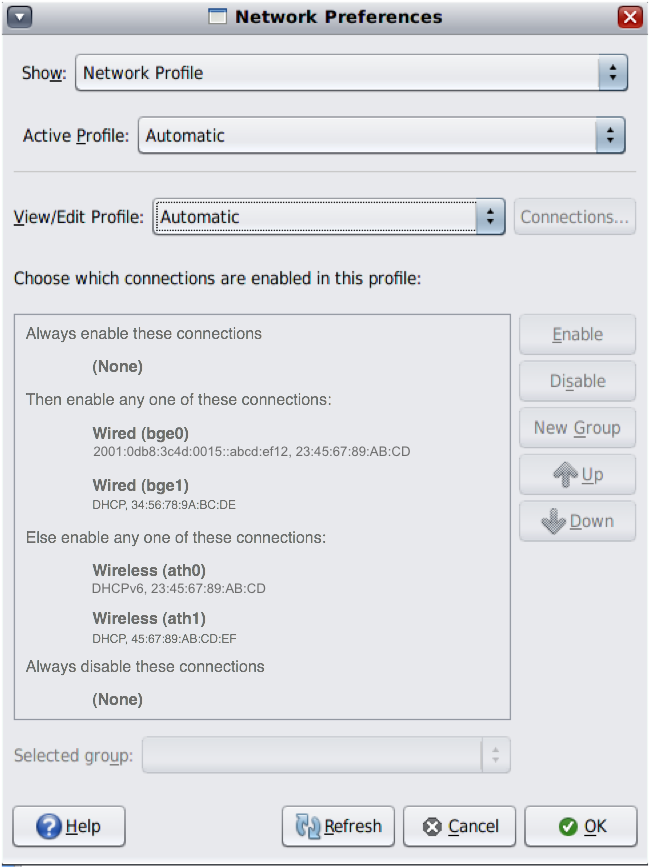 Network Preferences
Show: Network Profile
Active Profile: Automatic
View/Edit Profile: Automatic Connections...
Choose which connections are enabled in this profile:
Always enable these connections
(None)
Then enable any one of these connections:
Wired (bge0)
2001:0db8:3c4d:0015::abcd:ef12, 23:45:67:89:AB:CD
Wired (bge1)
DHCP, 34:56:78:9A:BC:DE
Else enable any one of these connections:
Wireless (ath0)
DHCPv6, 23:45:67:89:AB:CD
Wireless (ath1)
DHCP, 45:67:89:AB:CD:EF
Always disable these connections
(None)
Enable
Disable
New Group
Up
Down
Selected group:
Help Refresh Cancel OK